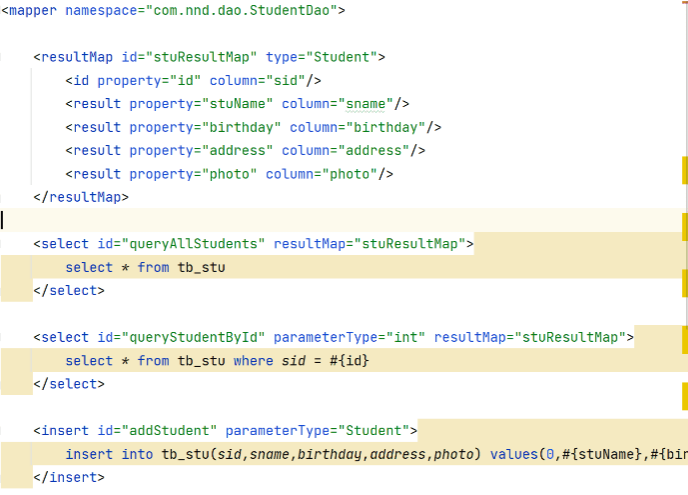 <mapper namespace="com.nnd.dao.StudentDao">
<resultMap id="stuResultMap" type="Student">
<id property="id" column="sid"/>
<result property="stuName" column="sname"/>
<result property="birthday" column="birthday"/>
<result property="address" column="address"/>
<result property="photo" column="photo"/>
</resultMap>
<select id="queryAllStudents" resultMap="stuResultMap">
select * from tb_stu
</select>
<select id="queryStudentById" parameterType="int" resultMap="stuResultMap">
select * from tb_stu where sid = #{id}
</select>
<insert id="addStudent" parameterType="Student">
insert into tb_stu(sid,sname,birthday,address,photo) values(0,#{stuName},#{bir
</insert>